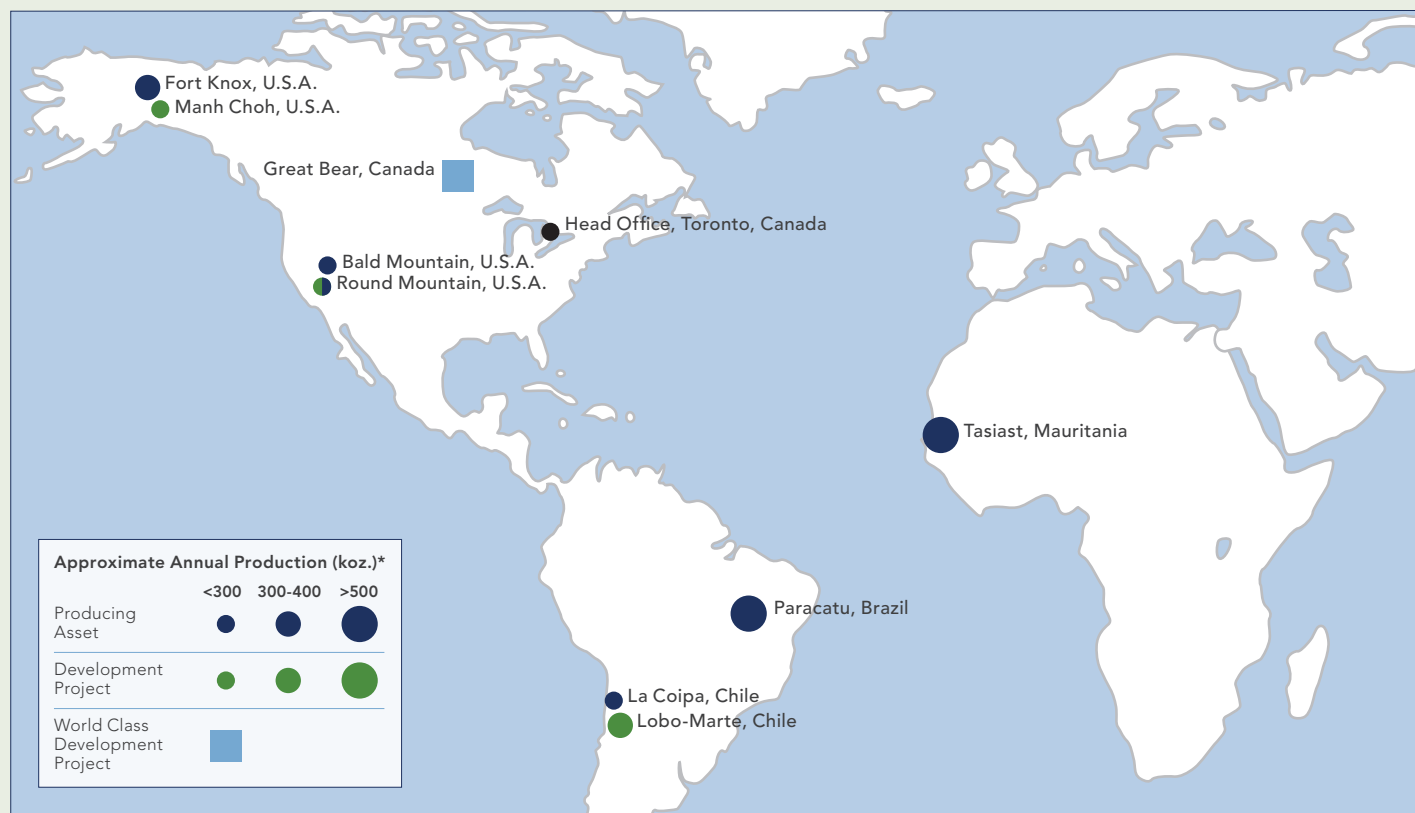 Fort Knox, U.S.A.
Manh Choh, U.S.A.
Great Bear, Canada
Head Office, Toronto, Canada
Bald Mountain, U.S.A.
Round Mountain, U.S.A.
Tasiast, Mauritania
Paracatu, Brazil
La Coipa, Chile
Lobo-Marte, Chile
Approximate Annual Production (koz.)*
<300 300-400 >500
Producing
Asset
Development
Project
World Class
Development
Project